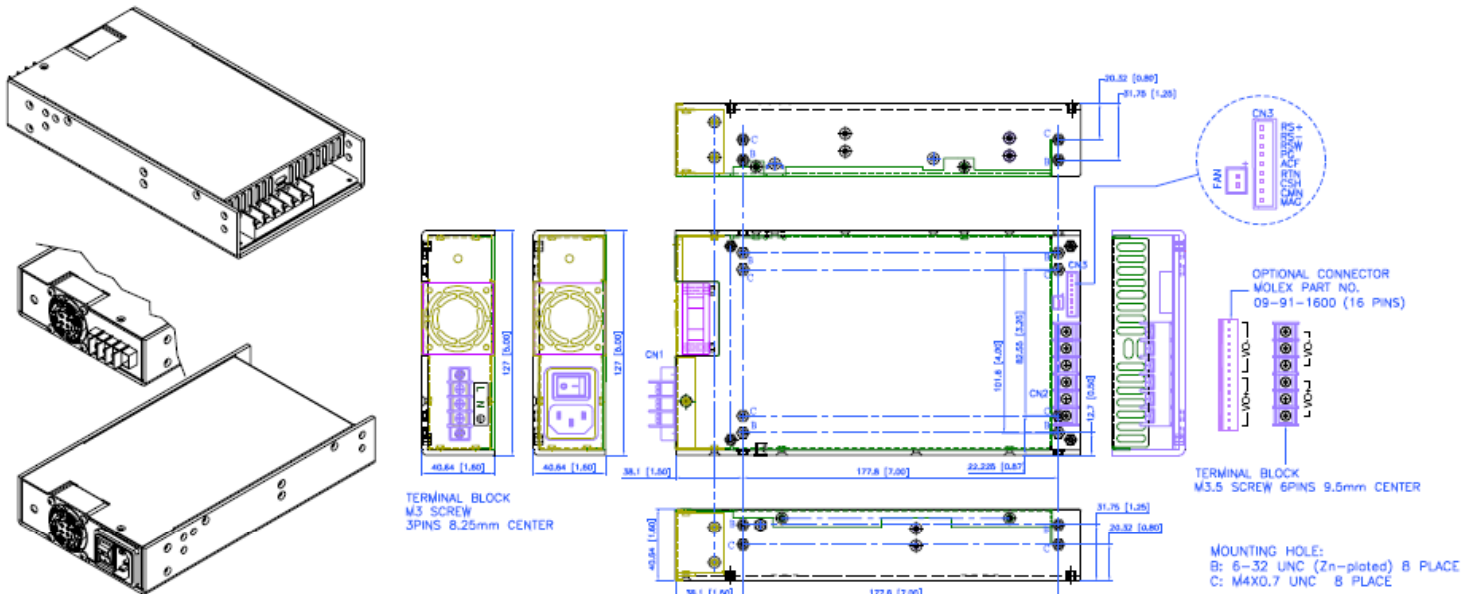 20.32 [0.80]
31.75 [1.25]
C
B
C
B
CN3
RS+
RS-
PSW
ACF
RTN
CSH
CMN
MAG
FAN
+
127 [5.00]
L N
40.64 [1.60]
TERMINAL BLOCK
M3 SCREW
3PINS 8.25mm CENTER
127 [5.00]
40.64 [1.60]
CN1
B
C
B
C
CN3
101.6 [4.00]
82.55 [3.25]
CN2
12.7 [0.50]
C
B
C
B
38.1 [1.50]
177.8 [7.00]
22.225 [0.87]
OPTIONAL CONNECTOR
MOLEX PART NO.
09-91-1600 (16 PINS)
VO-
VO+
VO-
VO+
TERMINAL BLOCK
M3.5 SCREW 6PINS 9.5mm CENTER
40.64 [1.60]
B
C
B
C
31.75 [1.25]
20.32 [0.80]
38.1 [1.50]
177.8 [7.00]
MOUNTING HOLE:
B: 6-32 UNC (Zn-plated) 8 PLACE
C: M4X0.7 UNC 8 PLACE